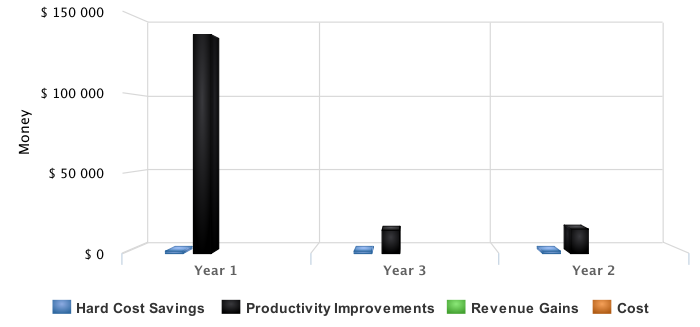 $ 150 000
$ 100 000
Money
$ 50 000
$ 0
Year 1
Year 3
Year 2
Hard Cost Savings
Productivity Improvements
Revenue Gains
Cost